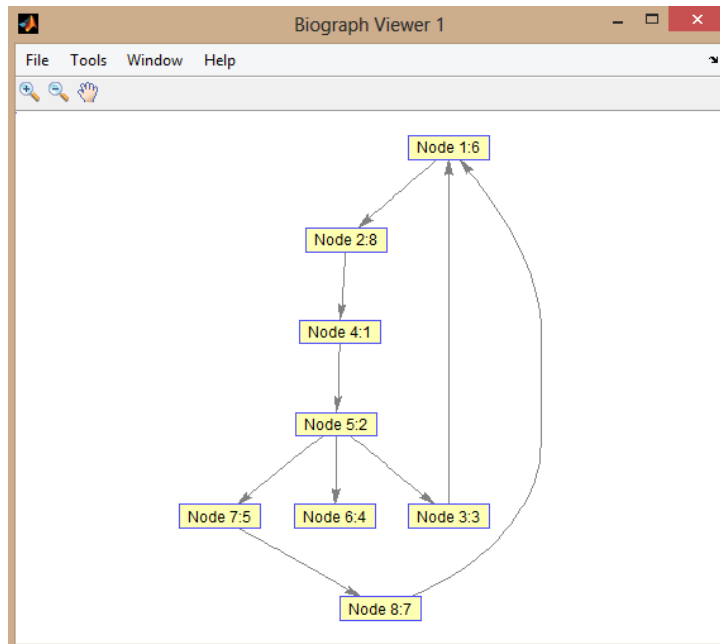 Biograph Viewer 1
File Tools Window Help
Node 1:6
Node 2:8
Node 4:1
Node 5:2
Node 7:5 Node 6:4 Node 3:3
Node 8:7